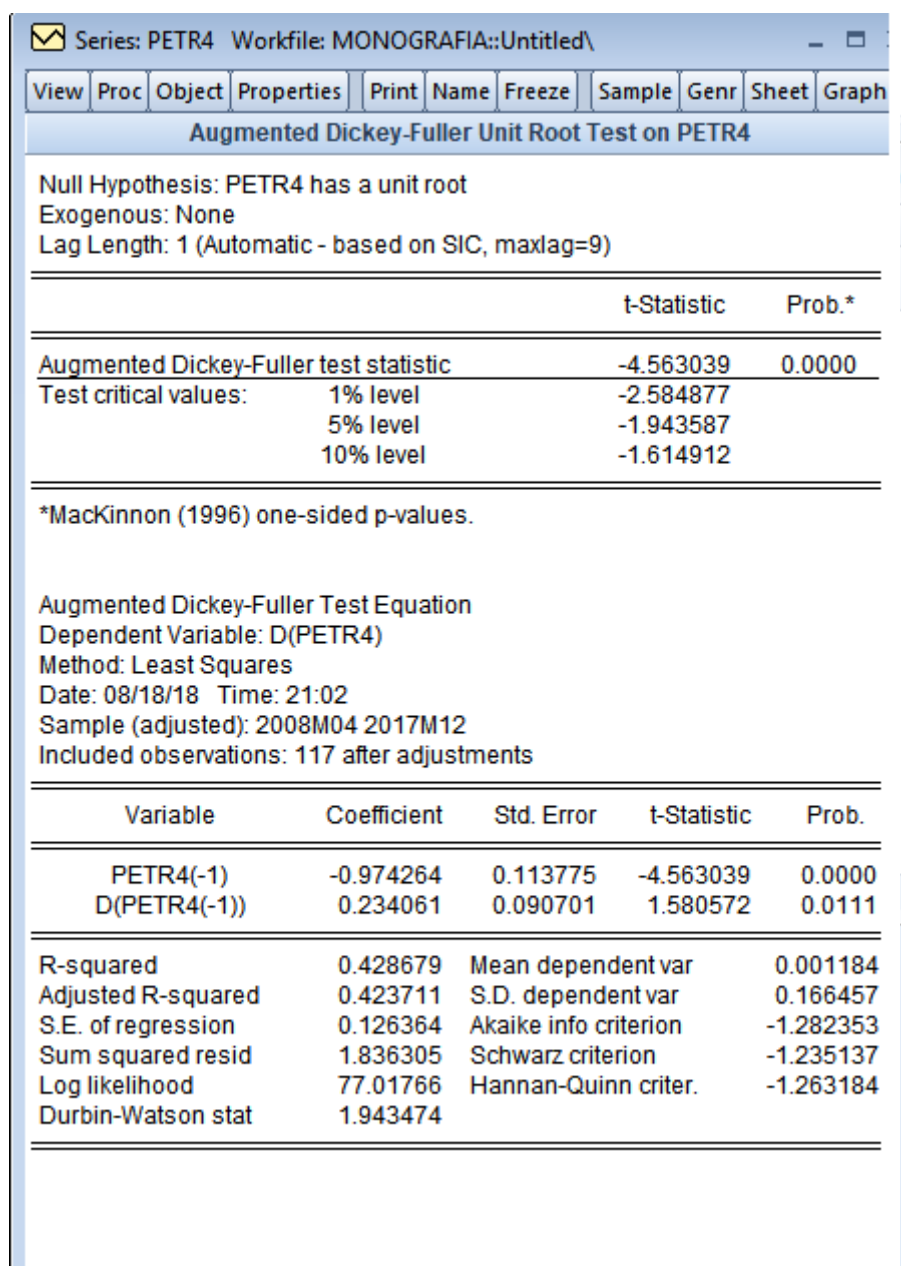 Series: PETR4 Workfile: MONOGRAFIA::Untitled\
View Proc Object Properties Print Name Freeze Sample Genr Sheet Graph
Augmented Dickey-Fuller Unit Root Test on PETR4
Null Hypothesis: PETR4 has a unit root
Exogenous: None
Lag Length: 1 (Automatic - based on SIC, maxlag=9)
t-Statistic Prob.*
Augmented Dickey-Fuller test statistic -4.563039 0.0000
Test critical values: 1% level -2.584877
5% level -1.943587
10% level -1.614912
*MacKinnon (1996) one-sided p-values.
Augmented Dickey-Fuller Test Equation
Dependent Variable: D(PETR4)
Method: Least Squares
Date: 08/18/18 Time: 21:02
Sample (adjusted): 2008M04 2017M12
Included observations: 117 after adjustments
Variable Coefficient Std. Error t-Statistic Prob.
PETR4(-1) -0.974264 0.113775 -4.563039 0.0000
D(PETR4(-1)) 0.234061 0.090701 1.580572 0.0111
R-squared 0.428679 Mean dependent var 0.001184
Adjusted R-squared 0.423711 S.D. dependent var 0.166457
S.E. of regression 0.126364 Akaike info criterion -1.282353
Sum squared resid 1.836305 Schwarz criterion -1.235137
Log likelihood 77.01766 Hannan-Quinn criter. -1.263184
Durbin-Watson stat 1.943474